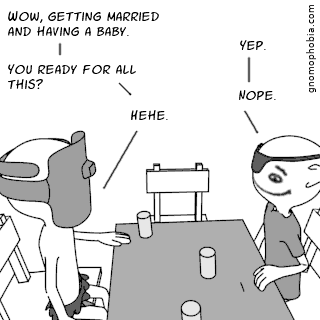 WOW, GETTING MARRIED
AND HAVING A BABY.
YEP.
YOU READY FOR ALL
THIS?
NOPE.
HEHE.
gnomophobia.com